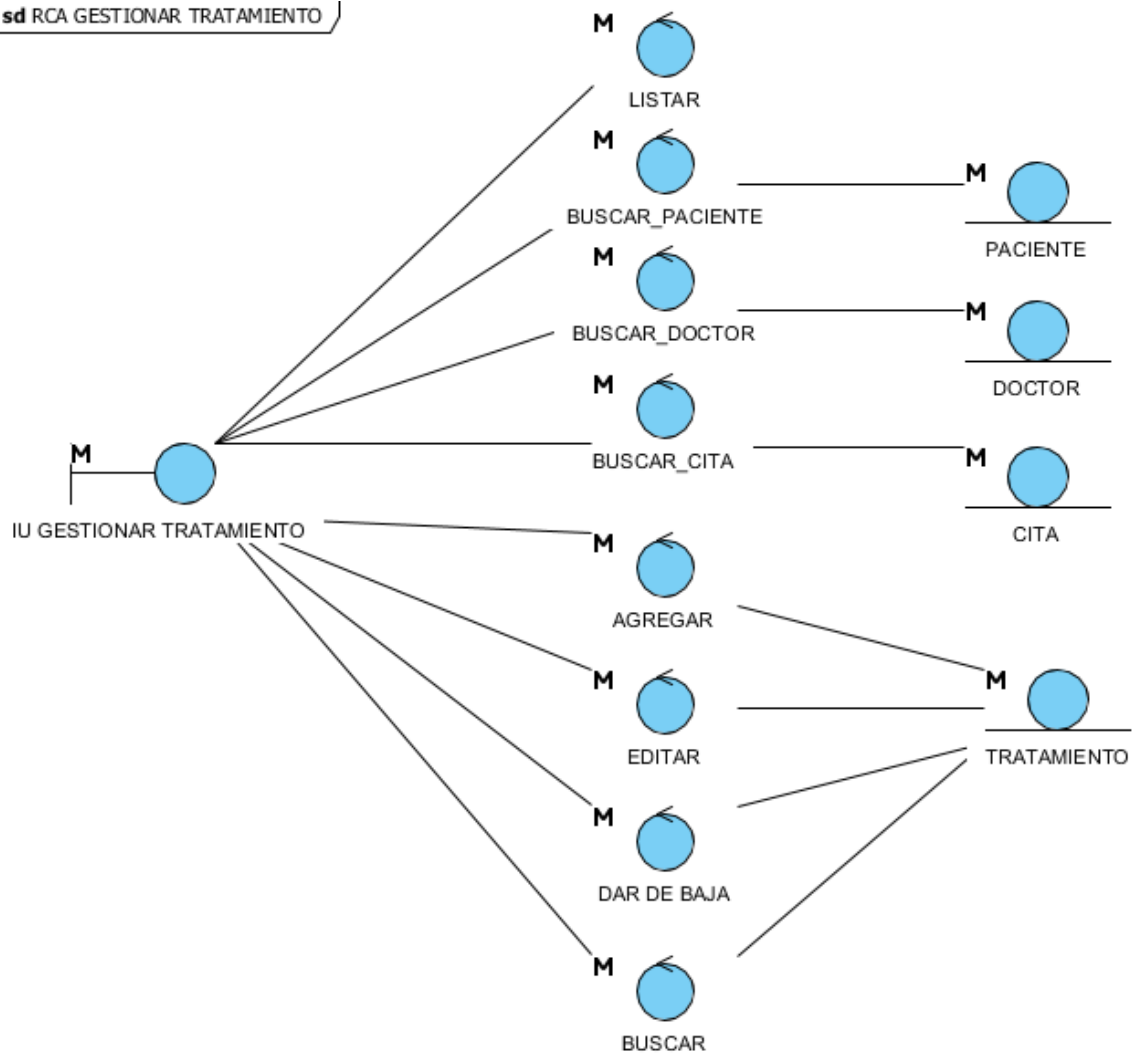 sd RCA GESTIONAR TRATAMIENTO
M
LISTAR
M
BUSCAR_PACIENTE
M
PACIENTE
M
BUSCAR_DOCTOR
M
DOCTOR
M
BUSCAR_CITA
M
CITA
M
IU GESTIONAR TRATAMIENTO
M
AGREGAR
M
EDITAR
M
TRATAMIENTO
M
DAR DE BAJA
M
BUSCAR